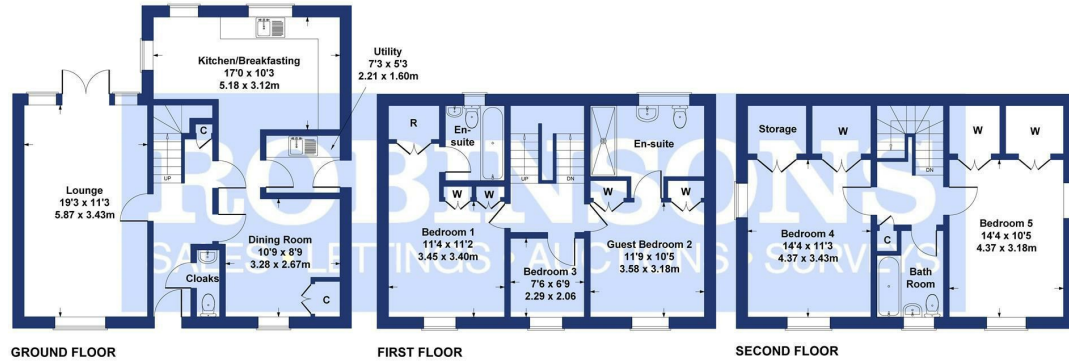 Kitchen/Breakfasting
17'0 x 10'3
5.18 x 3.12m
Utility
7'3 x 5'3
2.21 x 1.60m
C
UP
Lounge
19'3 x 11'3
5.87 x 3.43m
Dining Room
10'9 x 8'9
3.28 x 2.67m
Cloaks
C
GROUND FLOOR
R
En-
suite
En-suite
UP
DN
W
W
W
W
Bedroom 1
11'4 x 11'2
3.45 x 3.40m
Bedroom 3
7'6 x 6'9
2.29 x 2.06
Guest Bedroom 2
11'9 x 10'5
3.58 x 3.18m
FIRST FLOOR
Storage
W
W
W
DN
Bedroom 4
14'4 x 11'3
4.37 x 3.43m
Bedroom 5
14'4 x 10'5
4.37 x 3.18m
C
Bath
Room
SECOND FLOOR
ROBINSONS
SALES • LETTINGS • AUCTIONS • SURVEYS